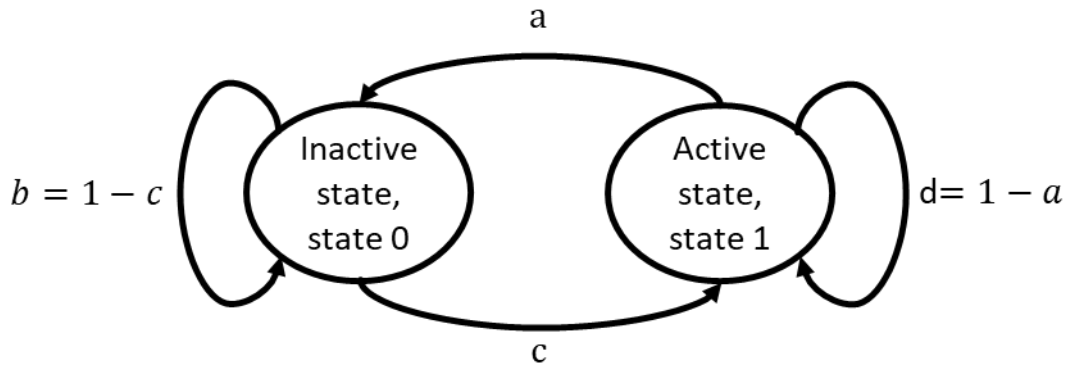 a
Inactive
state,
state 0
Active
state,
state 1
b = 1 − c
d= 1 − a
c